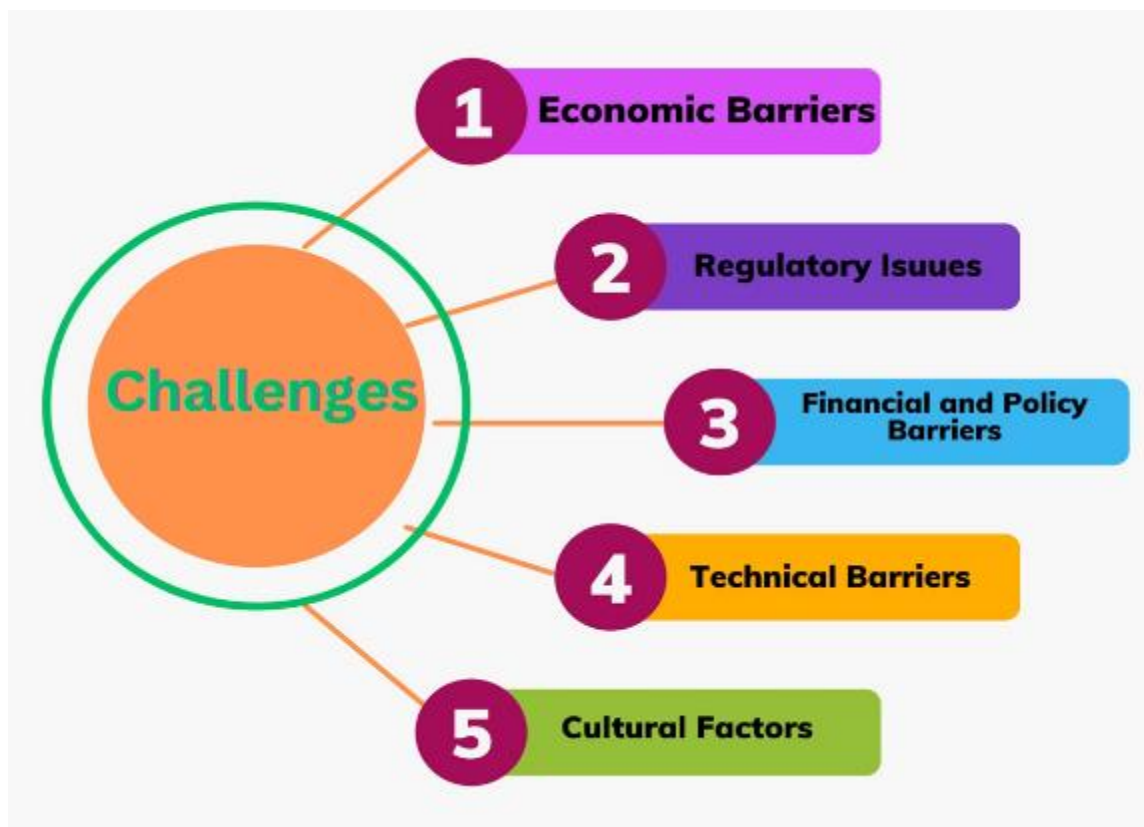 1
Economic Barriers
2
Regulatory Isuues
Challenges
3
Financial and Policy
Barriers
4
Technical Barriers
5
Cultural Factors